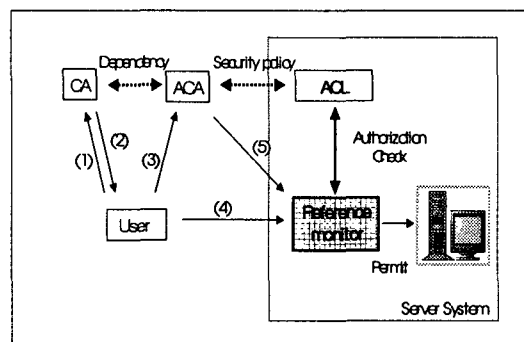 Dependency
Security policy
CA
ACA
ACL
(1)
(2)
(3)
(5)
Authorization
Check
User
(4)
Reference
monitor
Permit
Server System